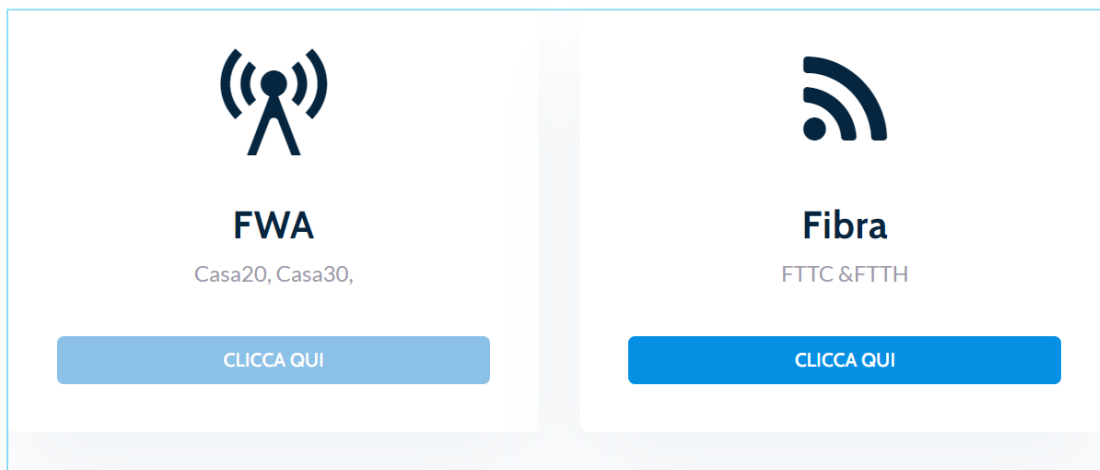 FWA
Casa20, Casa30,
CLICCA QUI
Fibra
FTTC &FTTH
CLICCA QUI